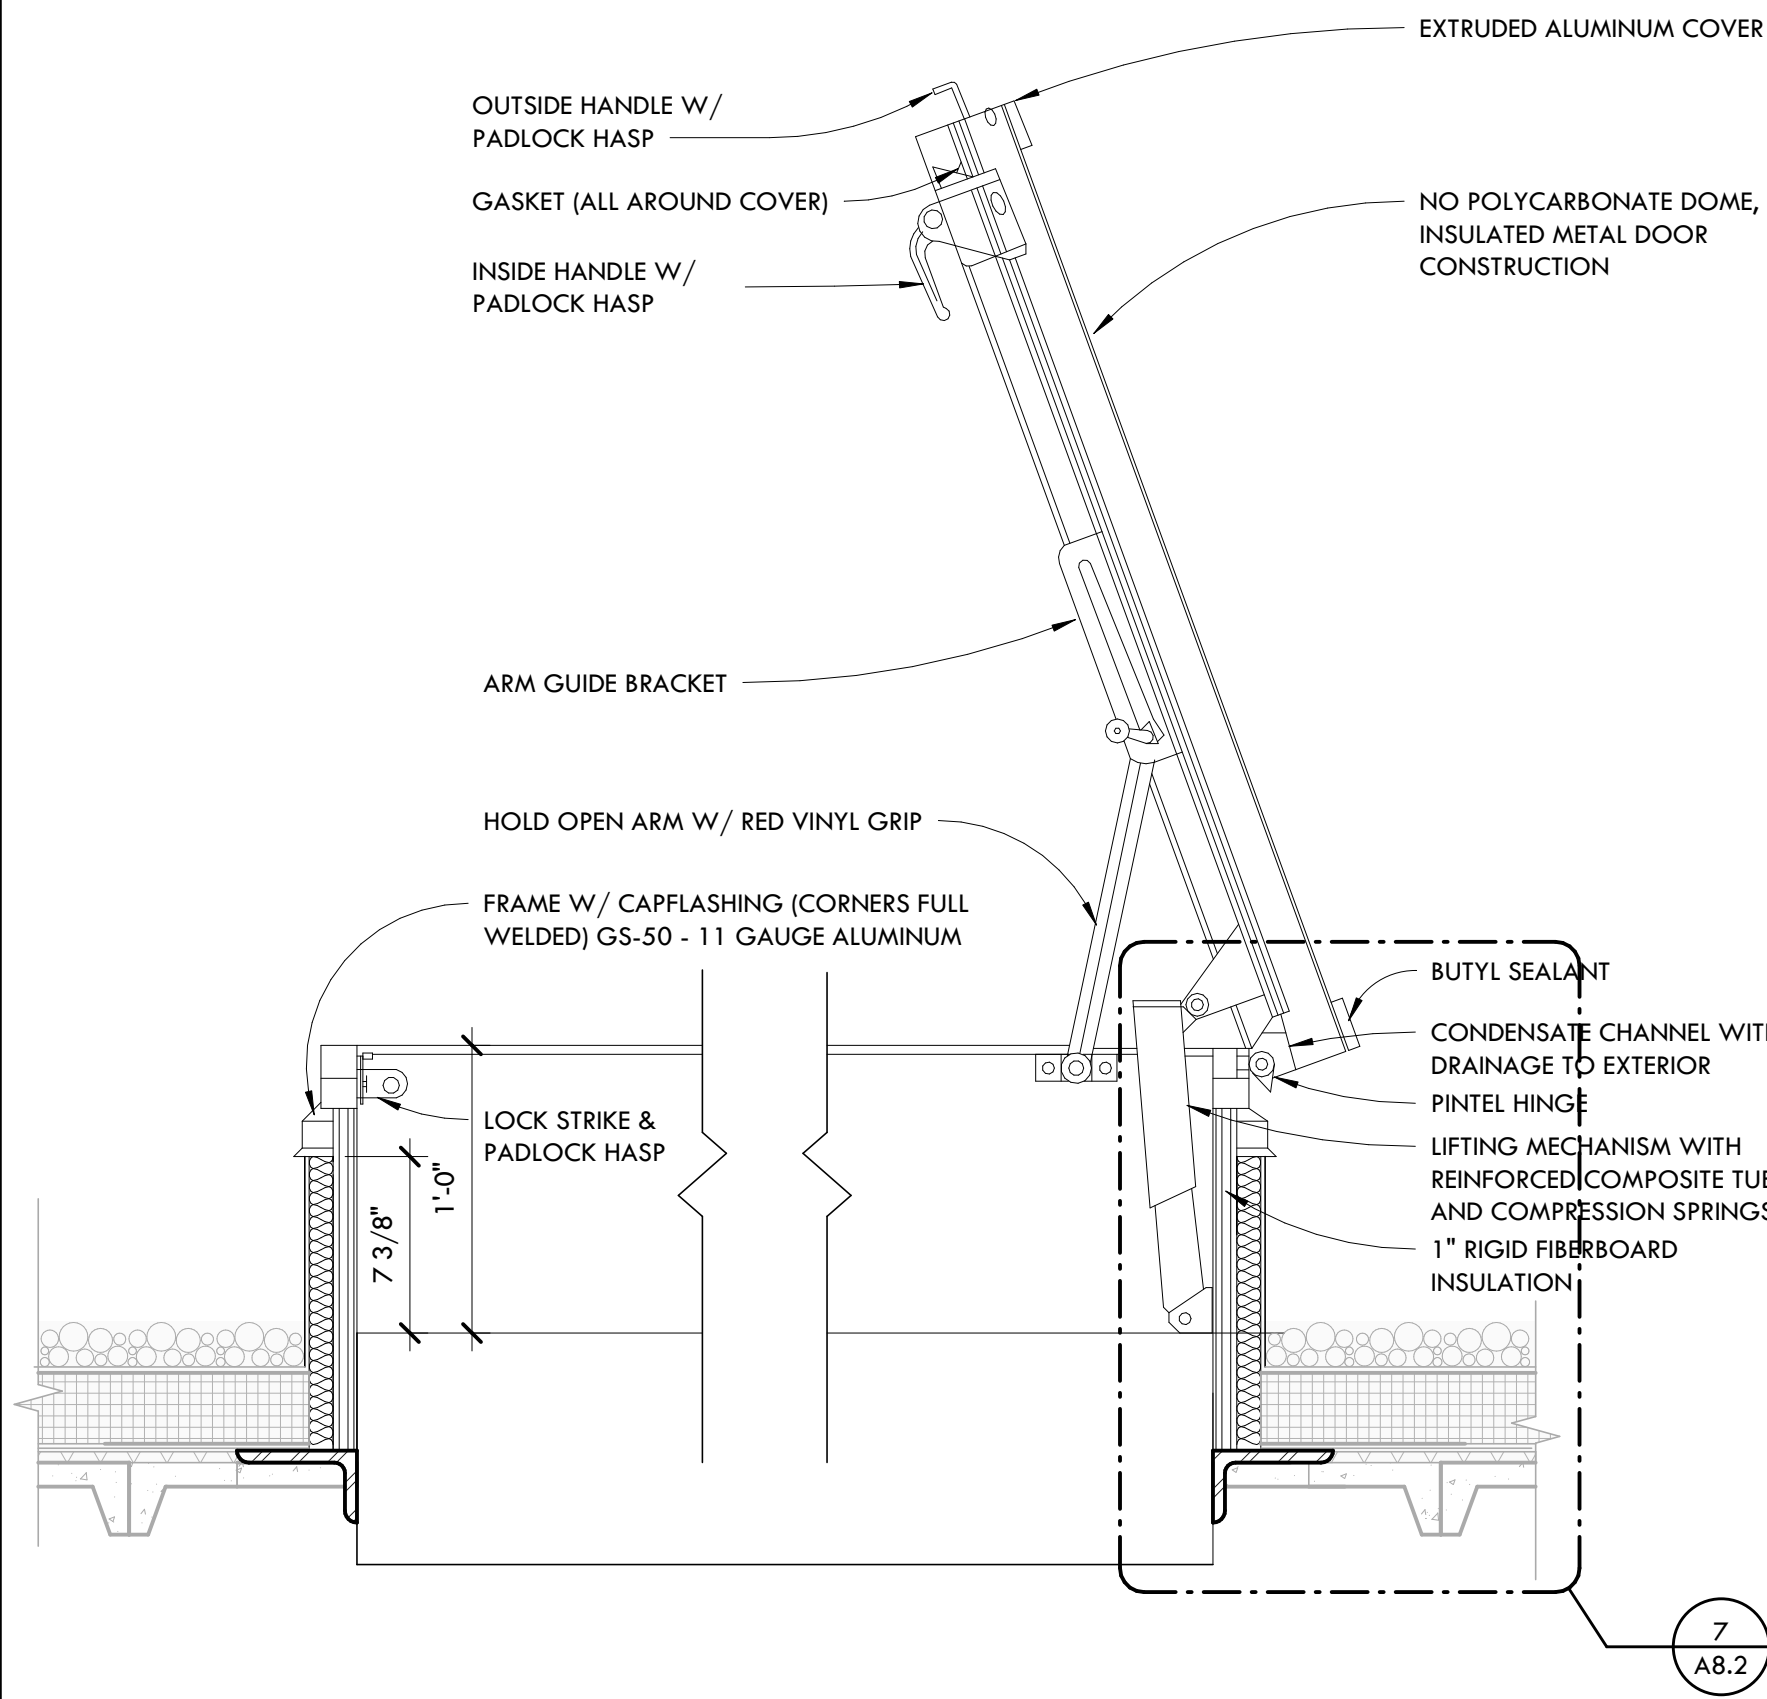 EXTRUDED ALUMINUM COVER
OUTSIDE HANDLE W/
PADLOCK HASP
GASKET (ALL AROUND COVER)
INSIDE HANDLE W/
PADLOCK HASP
NO POLYCARBONATE DOME,
INSULATED METAL DOOR
CONSTRUCTION
ARM GUIDE BRACKET
HOLD OPEN ARM W/ RED VINYL GRIP
FRAME W/ CAPFLASHING (CORNERS FULL
WELDED) GS-50 - 11 GAUGE ALUMINUM
BUTYL SEALANT
CONDENSATE CHANNEL WITH
DRAINAGE TO EXTERIOR
PINTEL HINGE
LIFTING MECHANISM WITH
REINFORCED COMPOSITE TUB
AND COMPRESSION SPRINGS
1" RIGID FIBERBOARD
INSULATION
LOCK STRIKE &
PADLOCK HASP
7 3/8"
1'-0"
7
A8.2